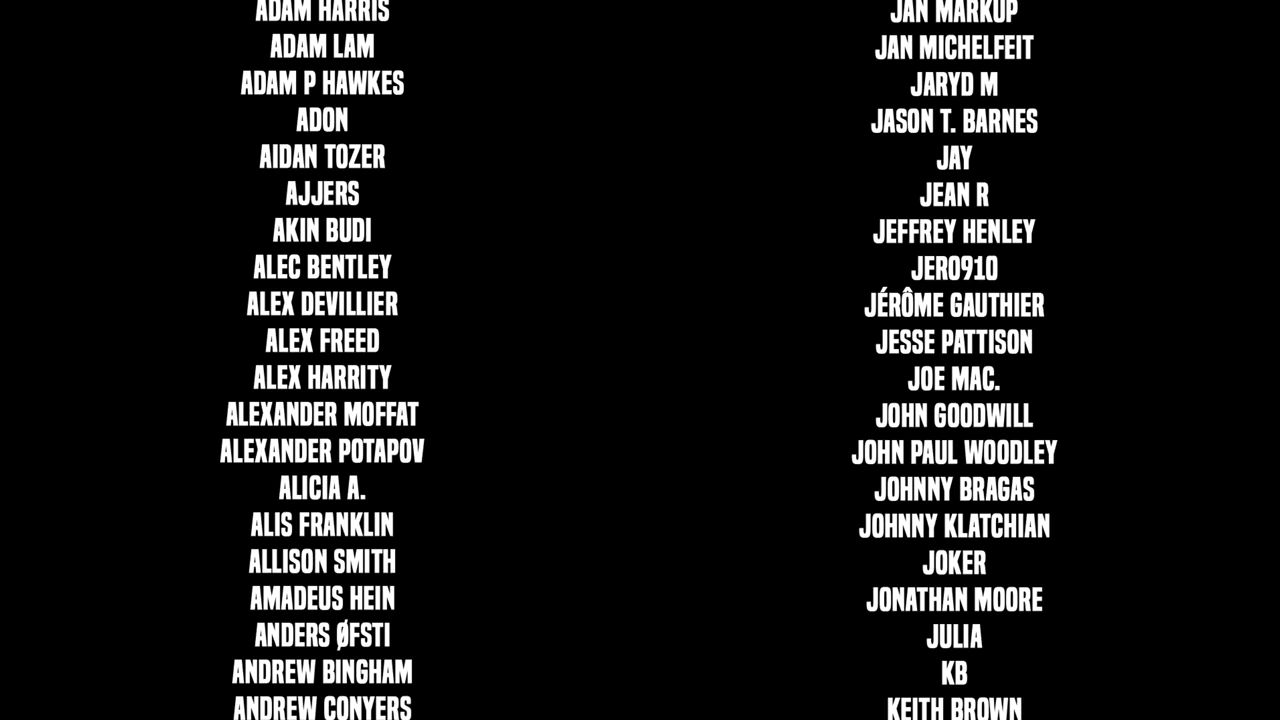 ADAM HARRIS
ADAM LAM
ADAM P HAWKES
ADON
AIDAN TOZER
AJJERS
AKIN BUDI
ALEC BENTLEY
ALEX DEVILLIER
ALEX FREED
ALEX HARRITY
ALEXANDER MOFFAT
ALEXANDER POTAPOV
ALICIA A.
ALIS FRANKLIN
ALLISON SMITH
AMADEUS HEIN
ANDERS ØFSTI
ANDREW BINGHAM
ANDREW CONYERS
JAN MARKUP
JAN MICHELFEIT
JARYD M
JASON T. BARNES
JAY
JEAN R
JEFFREY HENLEY
JERO910
JÉRÔME GAUTHIER
JESSE PATTISON
JOE MAC.
JOHN GOODWILL
JOHN PAUL WOODLEY
JOHNNY BRAGAS
JOHNNY KLATCHIAN
JOKER
JONATHAN MOORE
JULIA
KB
KEITH BROWN